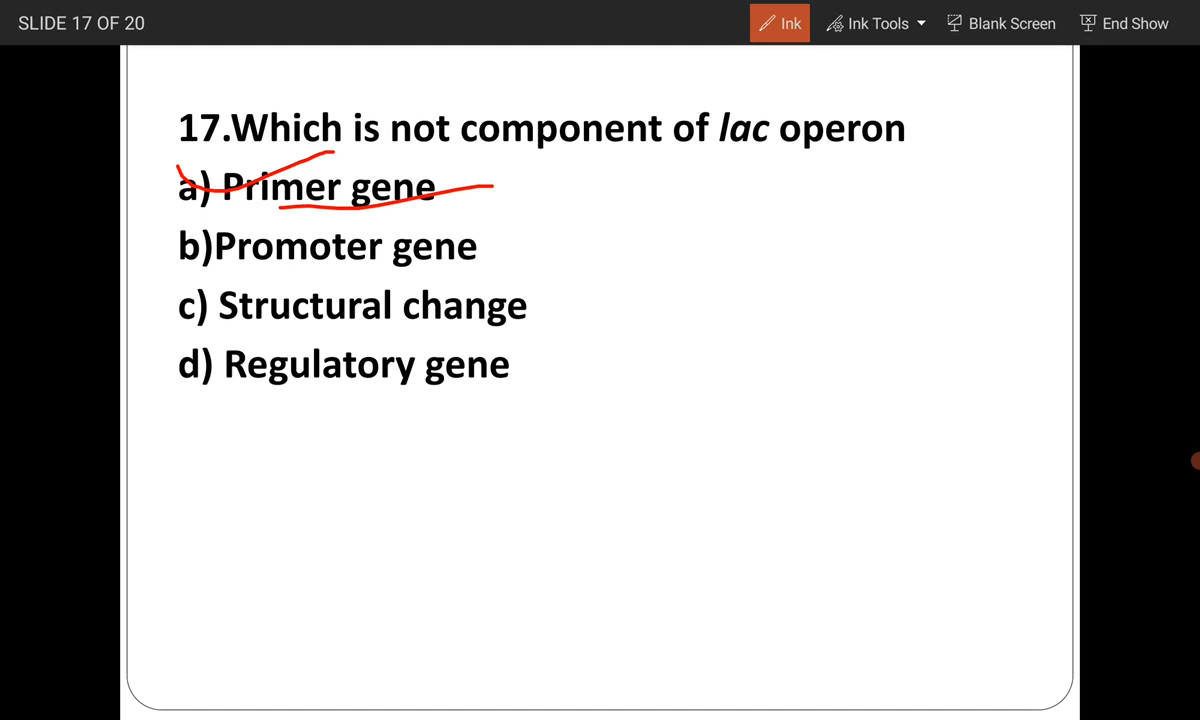 SLIDE 17 OF 20
Ink Ink Tools Blank Screen End Show
17.Which is not component of lac operon
a) Primer gene
b)Promoter gene
c) Structural change
d) Regulatory gene